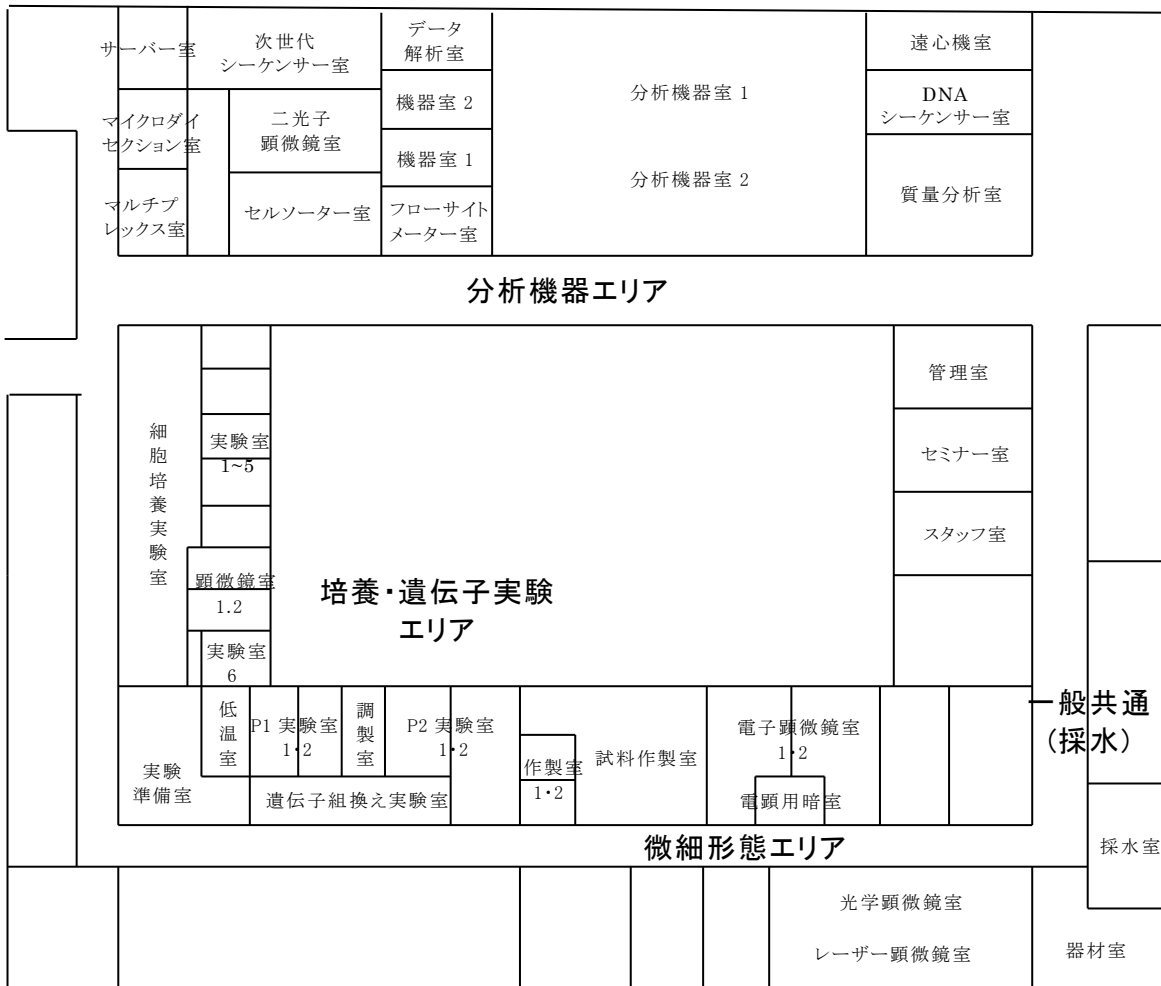 サーバー室
次世代
シーケンサー室
データ
解析室
遠心機室
機器室 2
分析機器室 1
DNA
シーケンサー室
マイクロダイ
セクション室
二光子
顕微鏡室
機器室 1
分析機器室 2
質量分析室
マルチプ
レックス室
セルソーター室
フローサイト
メーター室
分析機器エリア
管理室
細胞培養実験室
実験室
1~5
セミナー室
スタッフ室
顕微鏡室
1.2
培養・遺伝子実験
エリア
実験室
6
一般共通
(採水)
低温室
P1 実験室
1・2
調製室
P2 実験室
1・2
作製室
1・2
試料作製室
電子顕微鏡室
1・2
実験
準備室
遺伝子組換え実験室
電顕用暗室
微細形態エリア
採水室
光学顕微鏡室
レーザー顕微鏡室
器材室